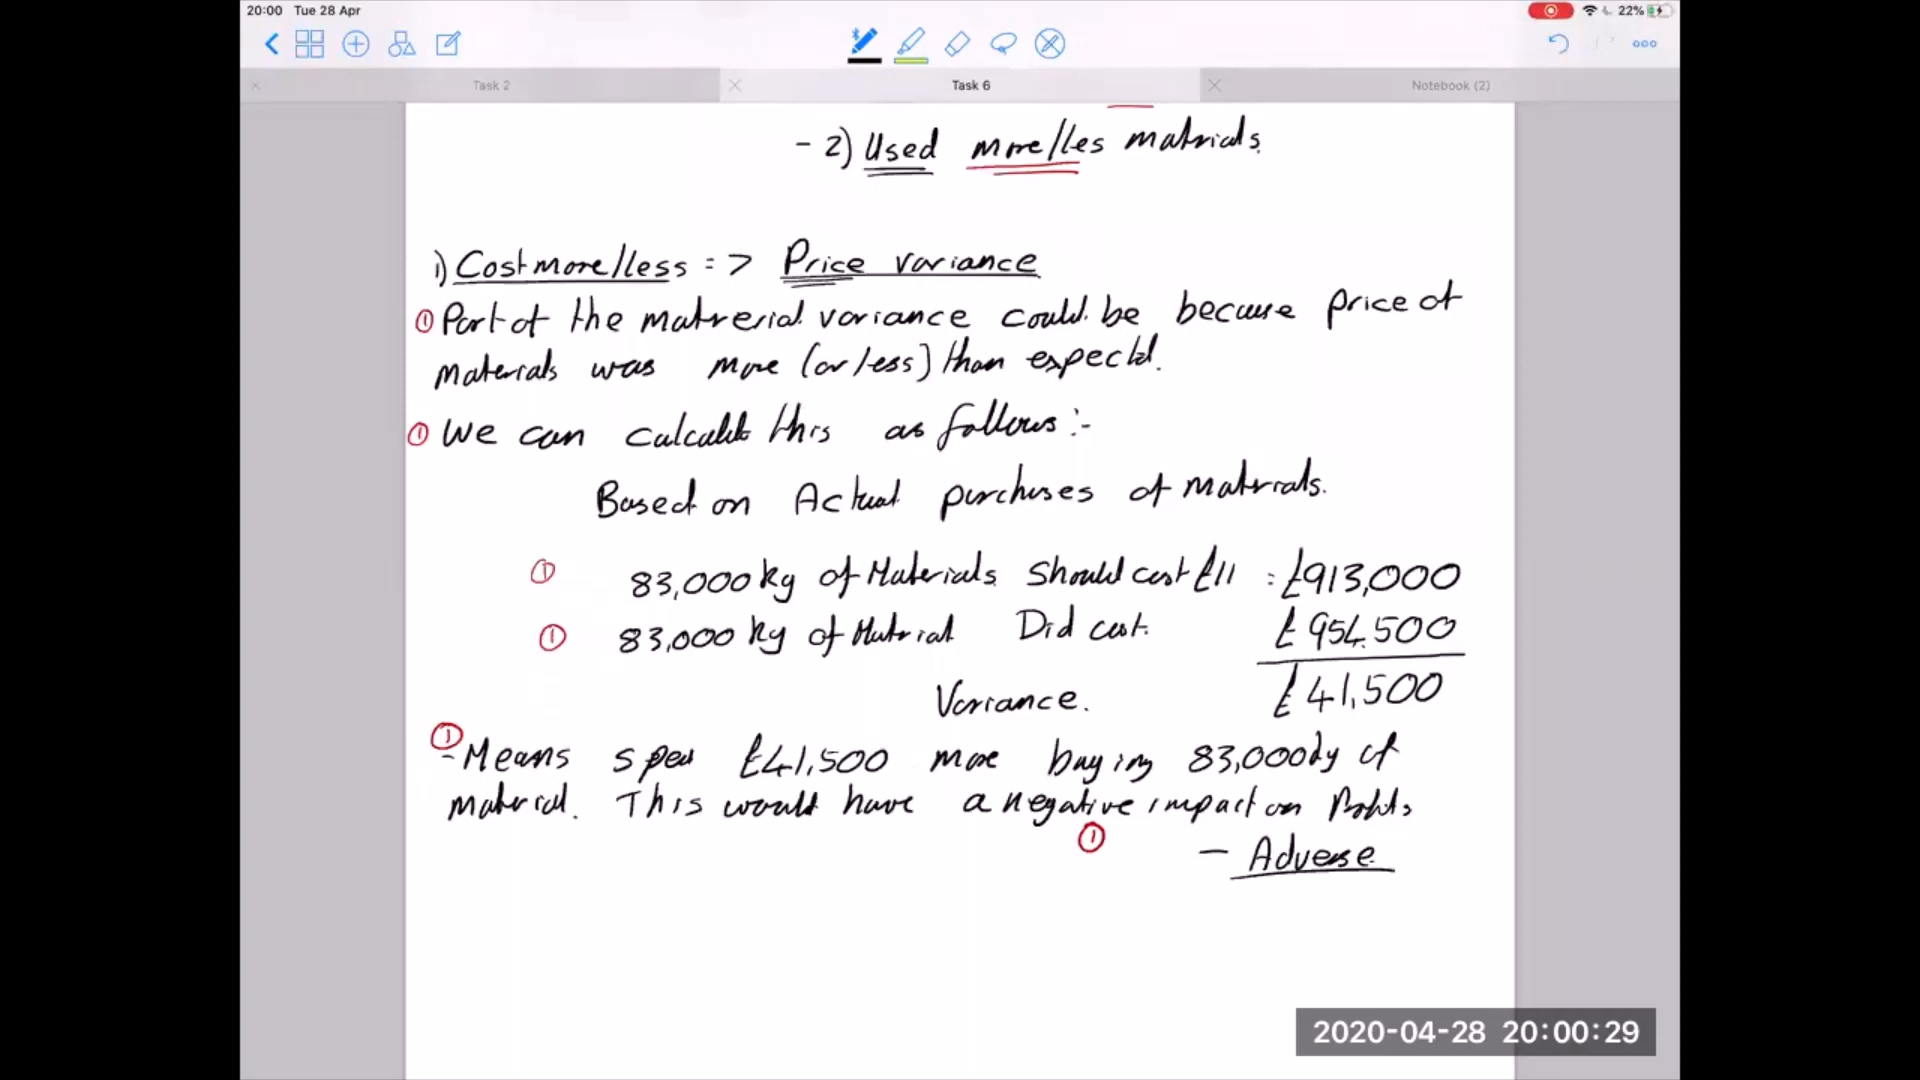 20:00 Tue 28 Apr
22%
Task 2
Task 6
Notebook (2)
- 2) Used more/les materials.
1) Cost more/less => Price variance
① Part of the matrerial variance could be because price of
materials was more (or less) than expected.
① We can calculate this as follows :-
Based on Actual purchases of materials.
① 83,000 kg of Materials Should cost £11 : £913,000
① 83,000 kg of Material Did cost. £954,500
Variance. £41,500
① - Means spen £41,500 more buying 83,000kg of
material. This would have a negative impact on Profits
① - Adverse
2020-04-28 20:00:29